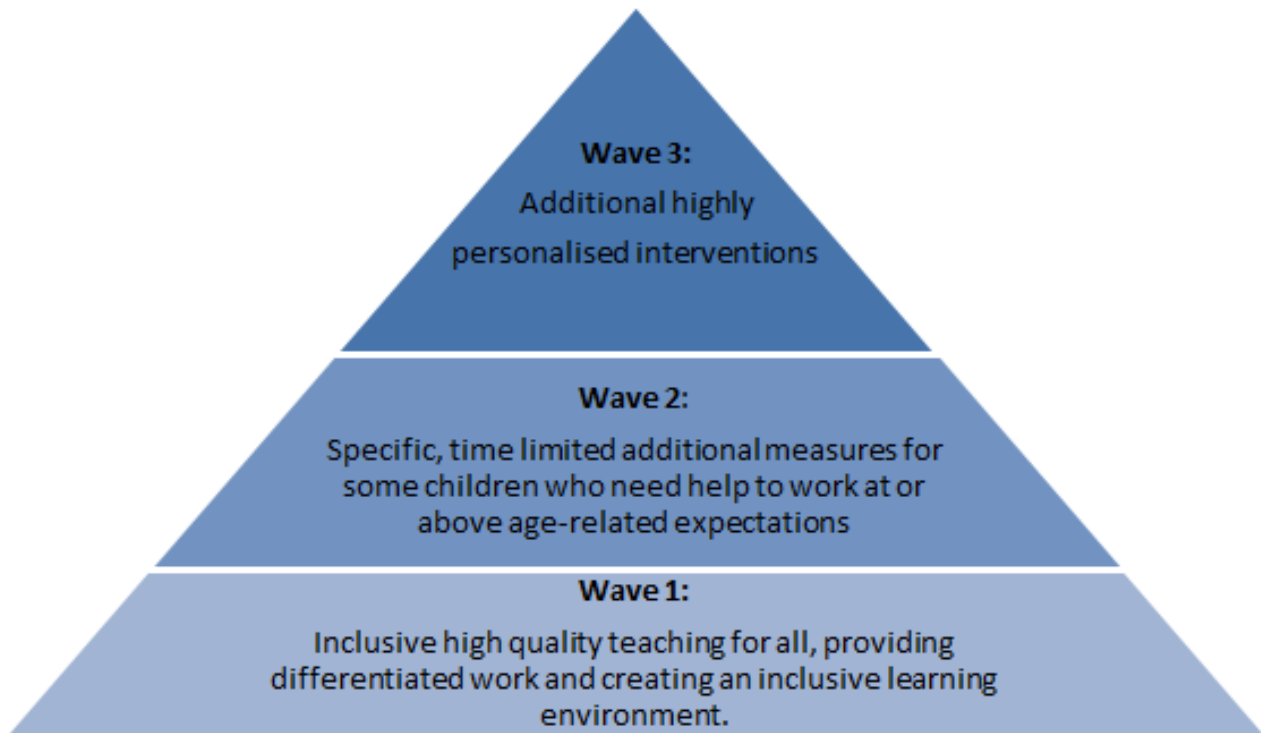 Wave 3:
Additional highly
personalised interventions
Wave 2:
Specific, time limited additional measures for
some children who need help to work at or
above age-related expectations
Wave 1:
Inclusive high quality teaching for all, providing
differentiated work and creating an inclusive learning
environment.